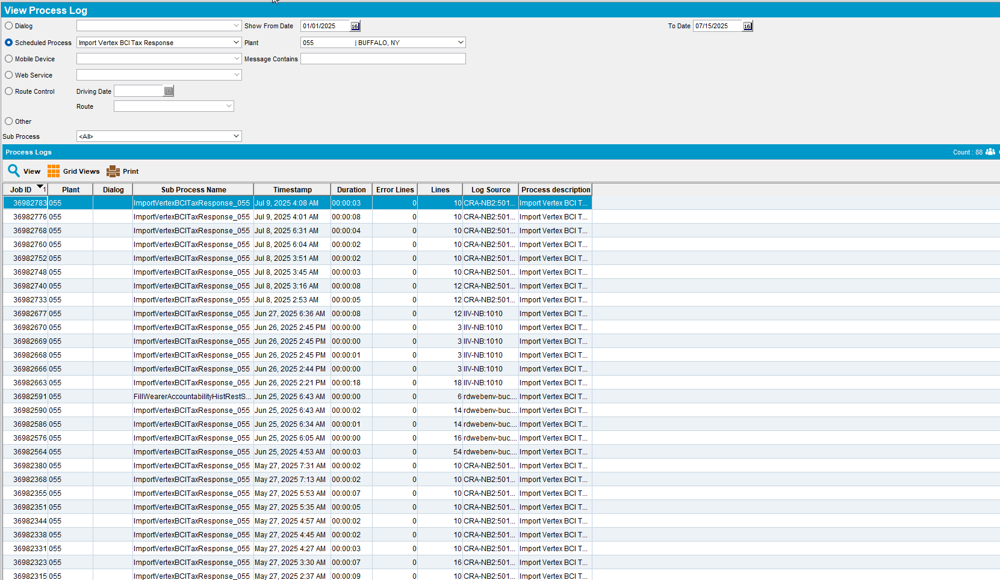 View Process Log
Dialog Show From Date 01/01/2025 16 To Date 07/15/2025 16
Scheduled Process Import Vertex BCI Tax Response Plant 055 | BUFFALO, NY
Mobile Device Message Contains
Web Service
Route Control Driving Date 16
Route
Other
Sub Process <All>
Process Logs Count : 88
View Grid Views Print
Job ID 1 Plant Dialog Sub Process Name Timestamp Duration Error Lines Lines Log Source Process description
36982783 055 ImportVertexBCITaxResponse_055 Jul 9, 2025 4:08 AM 00:00:03 0 10 CRA-NB2:501... Import Vertex BCI T...
36982776 055 ImportVertexBCITaxResponse_055 Jul 9, 2025 4:01 AM 00:00:08 0 10 CRA-NB2:501... Import Vertex BCI T...
36982768 055 ImportVertexBCITaxResponse_055 Jul 8, 2025 6:31 AM 00:00:04 0 10 CRA-NB2:501... Import Vertex BCI T...
36982760 055 ImportVertexBCITaxResponse_055 Jul 8, 2025 6:04 AM 00:00:02 0 10 CRA-NB2:501... Import Vertex BCI T...
36982752 055 ImportVertexBCITaxResponse_055 Jul 8, 2025 3:51 AM 00:00:02 0 10 CRA-NB2:501... Import Vertex BCI T...
36982748 055 ImportVertexBCITaxResponse_055 Jul 8, 2025 3:45 AM 00:00:03 0 10 CRA-NB2:501... Import Vertex BCI T...
36982740 055 ImportVertexBCITaxResponse_055 Jul 8, 2025 3:16 AM 00:00:08 0 12 CRA-NB2:501... Import Vertex BCI T...
36982733 055 ImportVertexBCITaxResponse_055 Jul 8, 2025 2:53 AM 00:00:05 0 12 CRA-NB2:501... Import Vertex BCI T...
36982677 055 ImportVertexBCITaxResponse_055 Jun 27, 2025 6:36 AM 00:00:08 0 12 IIV-NB:1010 Import Vertex BCI T...
36982670 055 ImportVertexBCITaxResponse_055 Jun 26, 2025 2:45 PM 00:00:00 0 3 IIV-NB:1010 Import Vertex BCI T...
36982669 055 ImportVertexBCITaxResponse_055 Jun 26, 2025 2:45 PM 00:00:00 0 3 IIV-NB:1010 Import Vertex BCI T...
36982668 055 ImportVertexBCITaxResponse_055 Jun 26, 2025 2:45 PM 00:00:01 0 3 IIV-NB:1010 Import Vertex BCI T...
36982666 055 ImportVertexBCITaxResponse_055 Jun 26, 2025 2:44 PM 00:00:00 0 3 IIV-NB:1010 Import Vertex BCI T...
36982663 055 ImportVertexBCITaxResponse_055 Jun 26, 2025 2:21 PM 00:00:18 0 18 IIV-NB:1010 Import Vertex BCI T...
36982591 055 FillWearerAccountabilityHistRestS... Jun 25, 2025 6:43 AM 00:00:00 0 6 rdwebenv-buc.... Import Vertex BCI T...
36982590 055 ImportVertexBCITaxResponse_055 Jun 25, 2025 6:43 AM 00:00:02 0 14 rdwebenv-buc.... Import Vertex BCI T...
36982586 055 ImportVertexBCITaxResponse_055 Jun 25, 2025 6:34 AM 00:00:01 0 14 rdwebenv-buc.... Import Vertex BCI T...
36982576 055 ImportVertexBCITaxResponse_055 Jun 25, 2025 6:05 AM 00:00:00 0 16 rdwebenv-buc.... Import Vertex BCI T...
36982564 055 ImportVertexBCITaxResponse_055 Jun 25, 2025 4:53 AM 00:00:03 0 54 rdwebenv-buc.... Import Vertex BCI T...
36982380 055 ImportVertexBCITaxResponse_055 May 27, 2025 7:31 AM 00:00:02 0 10 CRA-NB2:501... Import Vertex BCI T...
36982368 055 ImportVertexBCITaxResponse_055 May 27, 2025 7:13 AM 00:00:02 0 10 CRA-NB2:501... Import Vertex BCI T...
36982355 055 ImportVertexBCITaxResponse_055 May 27, 2025 5:53 AM 00:00:07 0 10 CRA-NB2:501... Import Vertex BCI T...
36982351 055 ImportVertexBCITaxResponse_055 May 27, 2025 5:35 AM 00:00:05 0 10 CRA-NB2:501... Import Vertex BCI T...
36982344 055 ImportVertexBCITaxResponse_055 May 27, 2025 4:57 AM 00:00:02 0 10 CRA-NB2:501... Import Vertex BCI T...
36982338 055 ImportVertexBCITaxResponse_055 May 27, 2025 4:45 AM 00:00:02 0 10 CRA-NB2:501... Import Vertex BCI T...
36982331 055 ImportVertexBCITaxResponse_055 May 27, 2025 4:27 AM 00:00:03 0 10 CRA-NB2:501... Import Vertex BCI T...
36982323 055 ImportVertexBCITaxResponse_055 May 27, 2025 3:30 AM 00:00:07 0 16 CRA-NB2:501... Import Vertex BCI T...
36982315 055 ImportVertexBCITaxResponse_055 May 27, 2025 2:37 AM 00:00:09 0 10 CRA-NB2:501... Import Vertex BCI T...